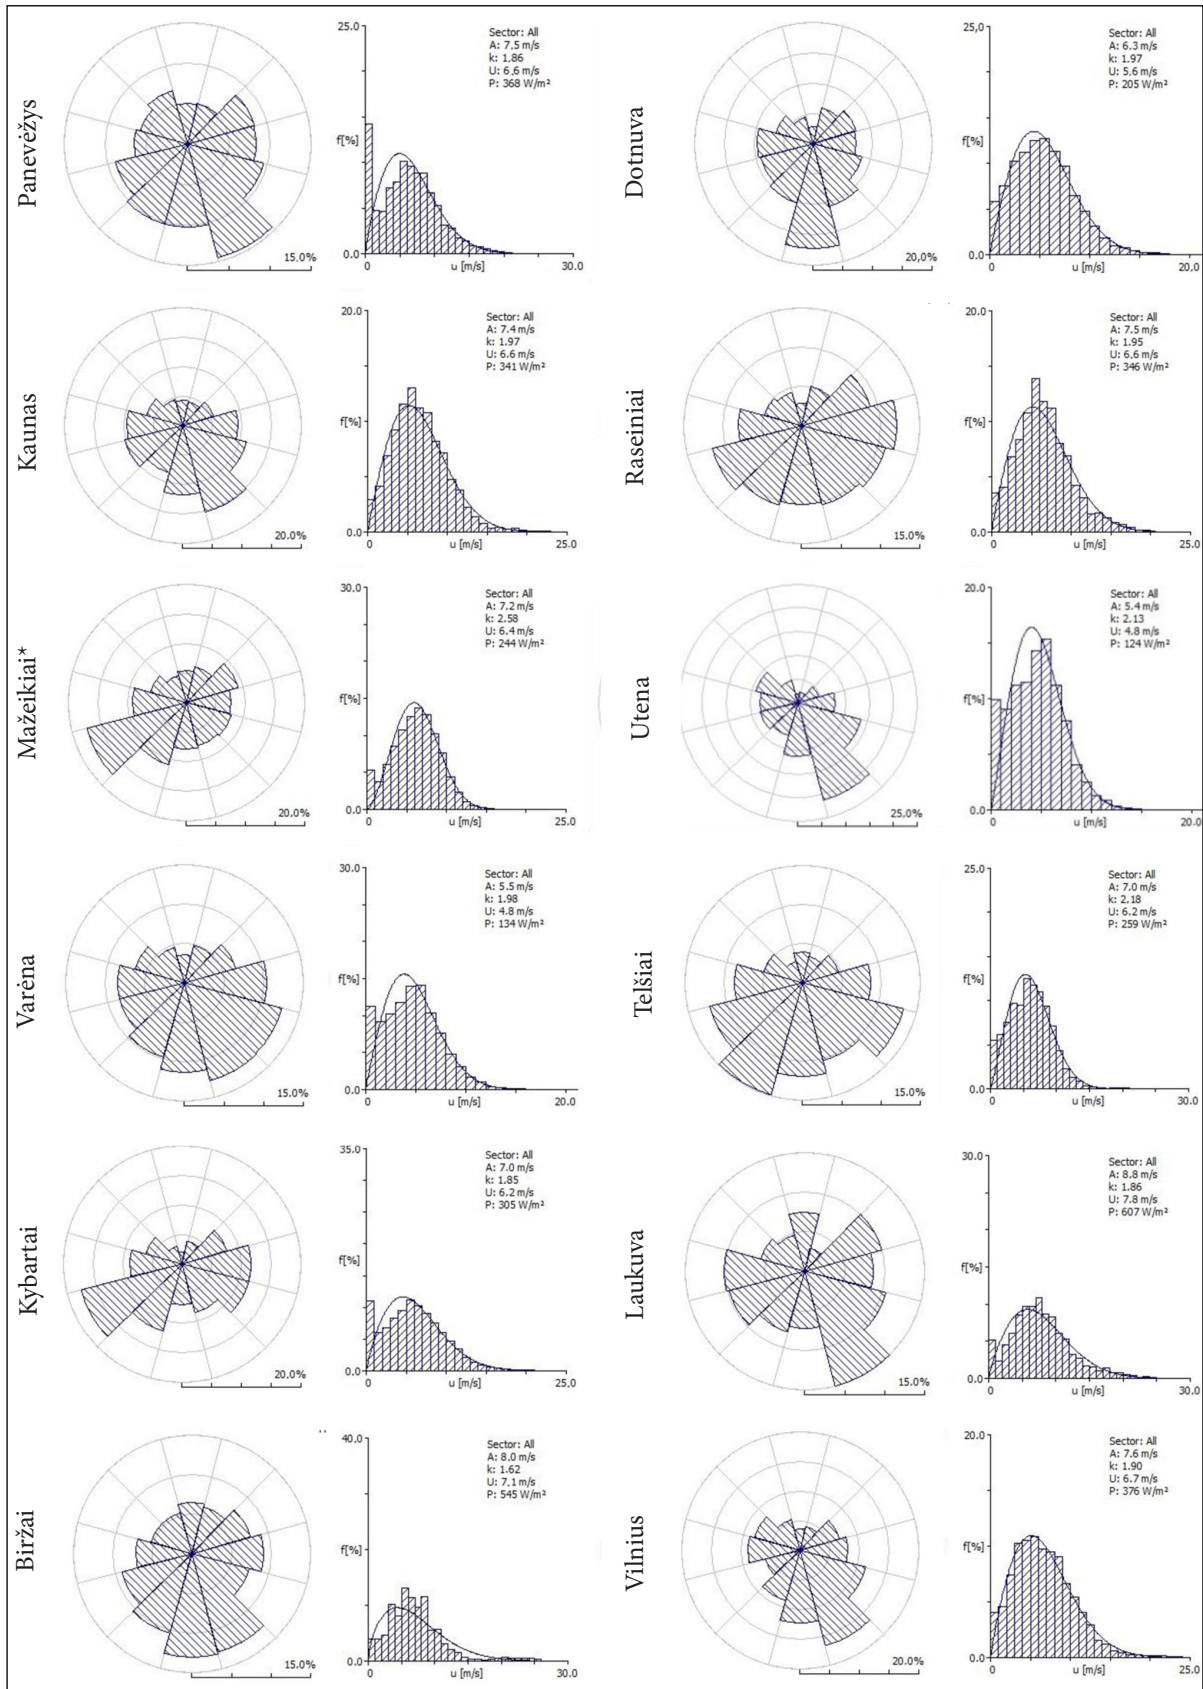 Panevėžys
15.0%
25.0
f[%]
0.0
0
u [m/s]
30.0
Sector: All
A: 7.5 m/s
k: 1.86
U: 6,6 m/s
P: 368 W/m²
Dotnuva
20,0%
25,0
f[%]
0.0
0
u [m/s]
20,0
Sector: All
A: 6.3 m/s
k: 1.97
U: 5.6 m/s
P: 205 W/m²
Kaunas
20.0%
20.0
f[%]
0.0
0
u [m/s]
25.0
Sector: All
A: 7.4 m/s
k: 1.97
U: 6.6 m/s
P: 341 W/m²
Raseiniai
15.0%
20.0
f[%]
0.0
0
u [m/s]
25.0
Sector: All
A: 7.5 m/s
k: 1.95
U: 6.6 m/s
P: 346 W/m²
Mažeikiai*
20.0%
30.0
f[%]
0.0
0
u [m/s]
25.0
Sector: All
A: 7.2 m/s
k: 2.58
U: 6.4 m/s
P: 244 W/m²
Utena
25.0%
20.0
f[%]
0.0
0
u [m/s]
20.0
Sector: All
A: 5.4 m/s
k: 2.13
U: 4.8 m/s
P: 124 W/m²
Varėna
15.0%
30.0
f[%]
0.0
0
u [m/s]
20.0
Sector: All
A: 5.5 m/s
k: 1.98
U: 4.8 m/s
P: 134 W/m²
Telšiai
15.0%
25.0
f[%]
0.0
0
u [m/s]
30.0
Sector: All
A: 7.0 m/s
k: 2.18
U: 6.2 m/s
P: 259 W/m²
Kybartai
20.0%
35.0
f[%]
0.0
0
u [m/s]
25.0
Sector: All
A: 7.0 m/s
k: 1.85
U: 6.2 m/s
P: 305 W/m²
Laukuva
15.0%
30.0
f[%]
0.0
0
u [m/s]
30.0
Sector: All
A: 8.8 m/s
k: 1.86
U: 7.8 m/s
P: 607 W/m²
Biržai
15.0%
40.0
f[%]
0.0
0
u [m/s]
30.0
Sector: All
A: 8.0 m/s
k: 1.62
U: 7,1 m/s
P: 545 W/m²
Vilnius
20.0%
20.0
f[%]
0.0
0
u [m/s]
25.0
Sector: All
A: 7.6 m/s
k: 1.90
U: 6.7 m/s
P: 376 W/m²